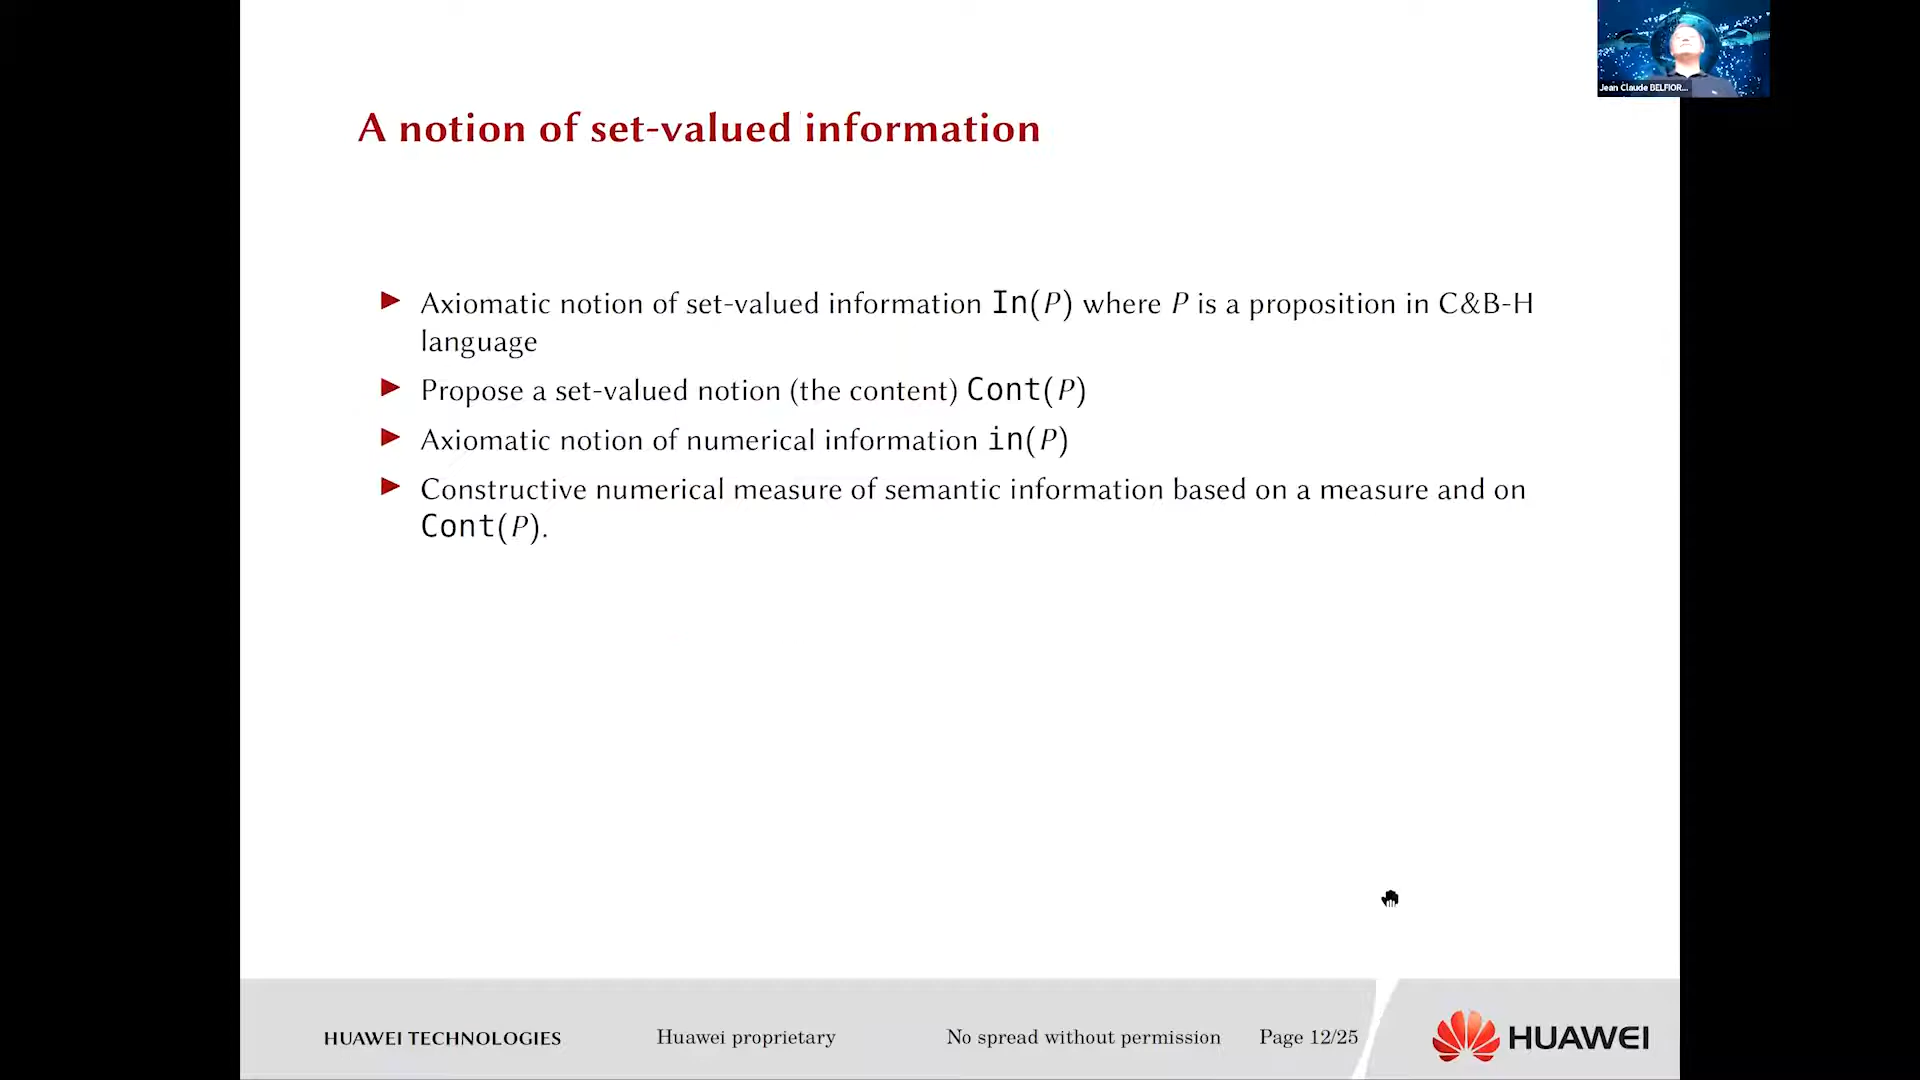 Jean Claude BELFIOR...
A notion of set-valued information
Axiomatic notion of set-valued information In(P) where P is a proposition in C&B-H
language
Propose a set-valued notion (the content) Cont(P)
Axiomatic notion of numerical information in(P)
Constructive numerical measure of semantic information based on a measure and on
Cont(P).
HUAWEI TECHNOLOGIES Huawei proprietary No spread without permission Page 12/25 HUAWEI